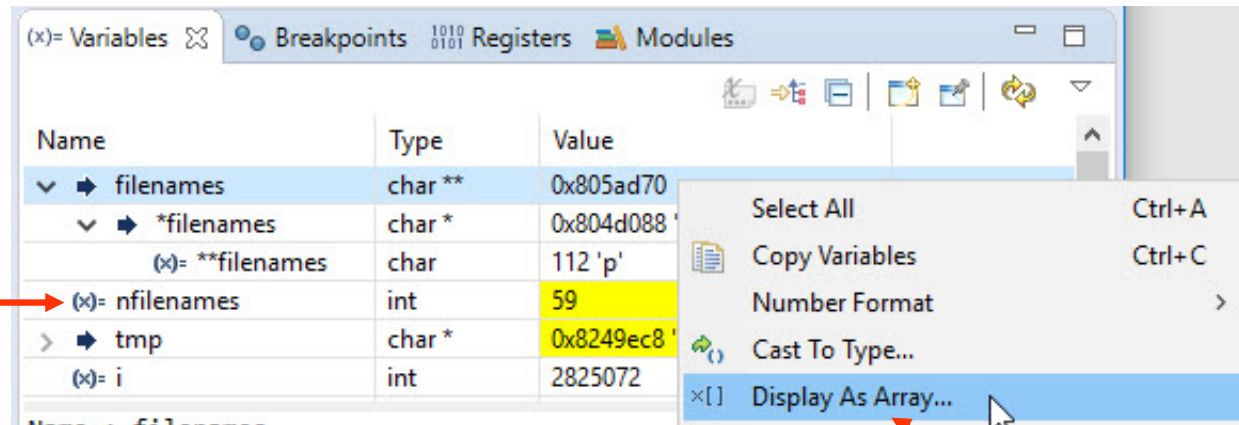 (x)= Variables Breakpoints 1010 0101 Registers Modules
Name Type Value
filenames char ** 0x805ad70
*filenames char * 0x804d088 '
(x)= **filenames char 112 'p'
(x)= nfilenames int 59
tmp char * 0x8249ec8 '
(x)= i int 2825072
Name : filenames
Select All Ctrl+A
Copy Variables Ctrl+C
Number Format >
Cast To Type...
×[] Display As Array...